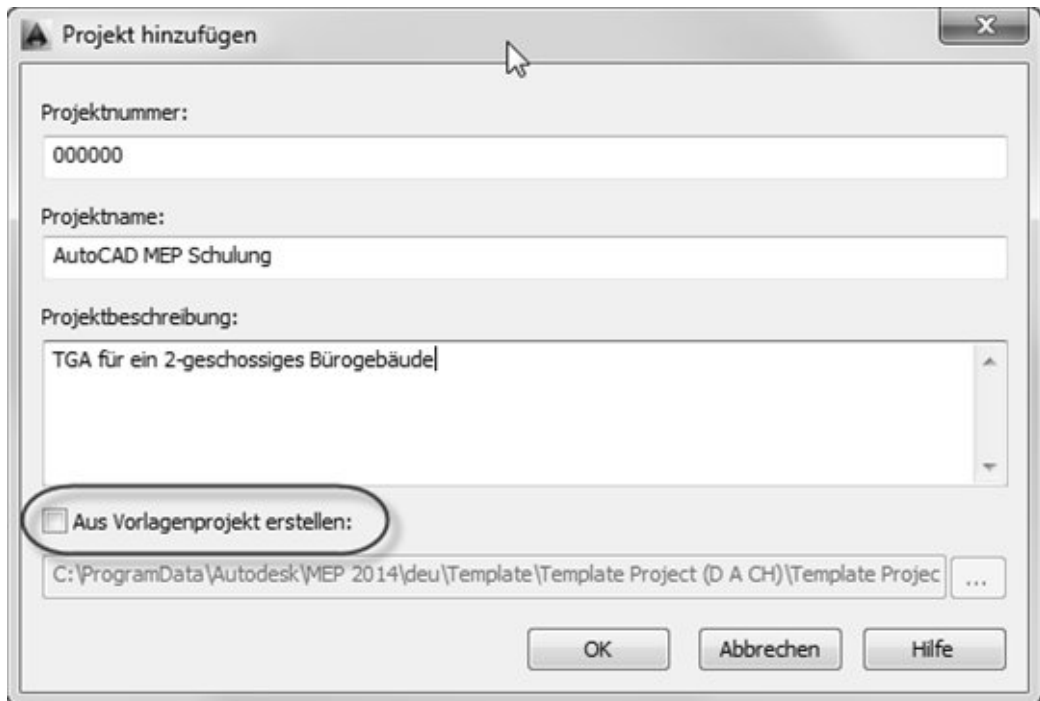 Projekt hinzufügen
Projektnummer:
000000
Projektname:
AutoCAD MEP Schulung
Projektbeschreibung:
TGA für ein 2-geschossiges Bürogebäude
Aus Vorlagenprojekt erstellen:
C:\ProgramData\Autodesk\MEP 2014\deu\Template\Template Project (D A CH)\Template Projec ...
OK Abbrechen Hilfe